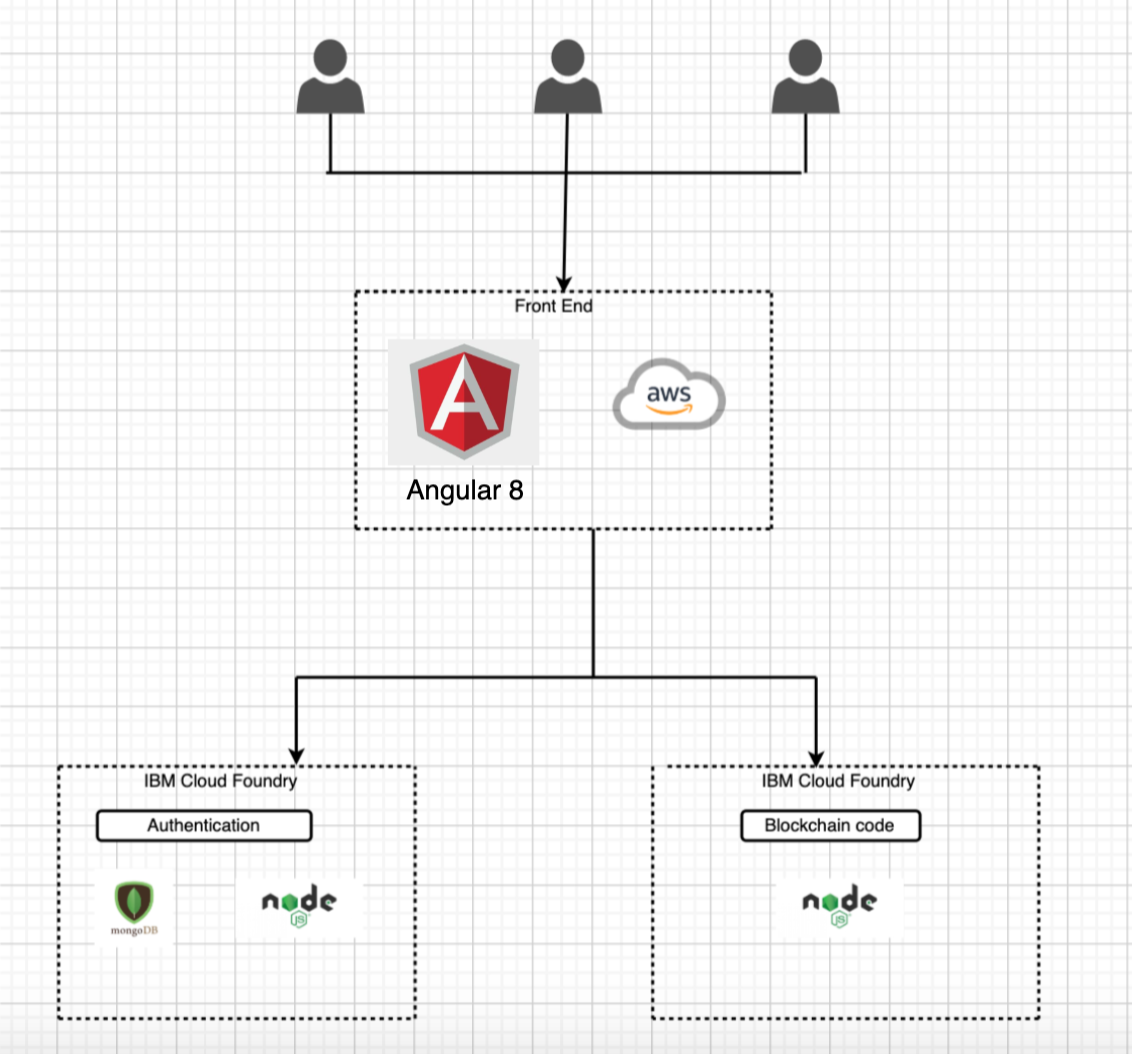 Front End
aws
Angular 8
IBM Cloud Foundry
Authentication
mongoDB
node
JS
IBM Cloud Foundry
Blockchain code
node
JS